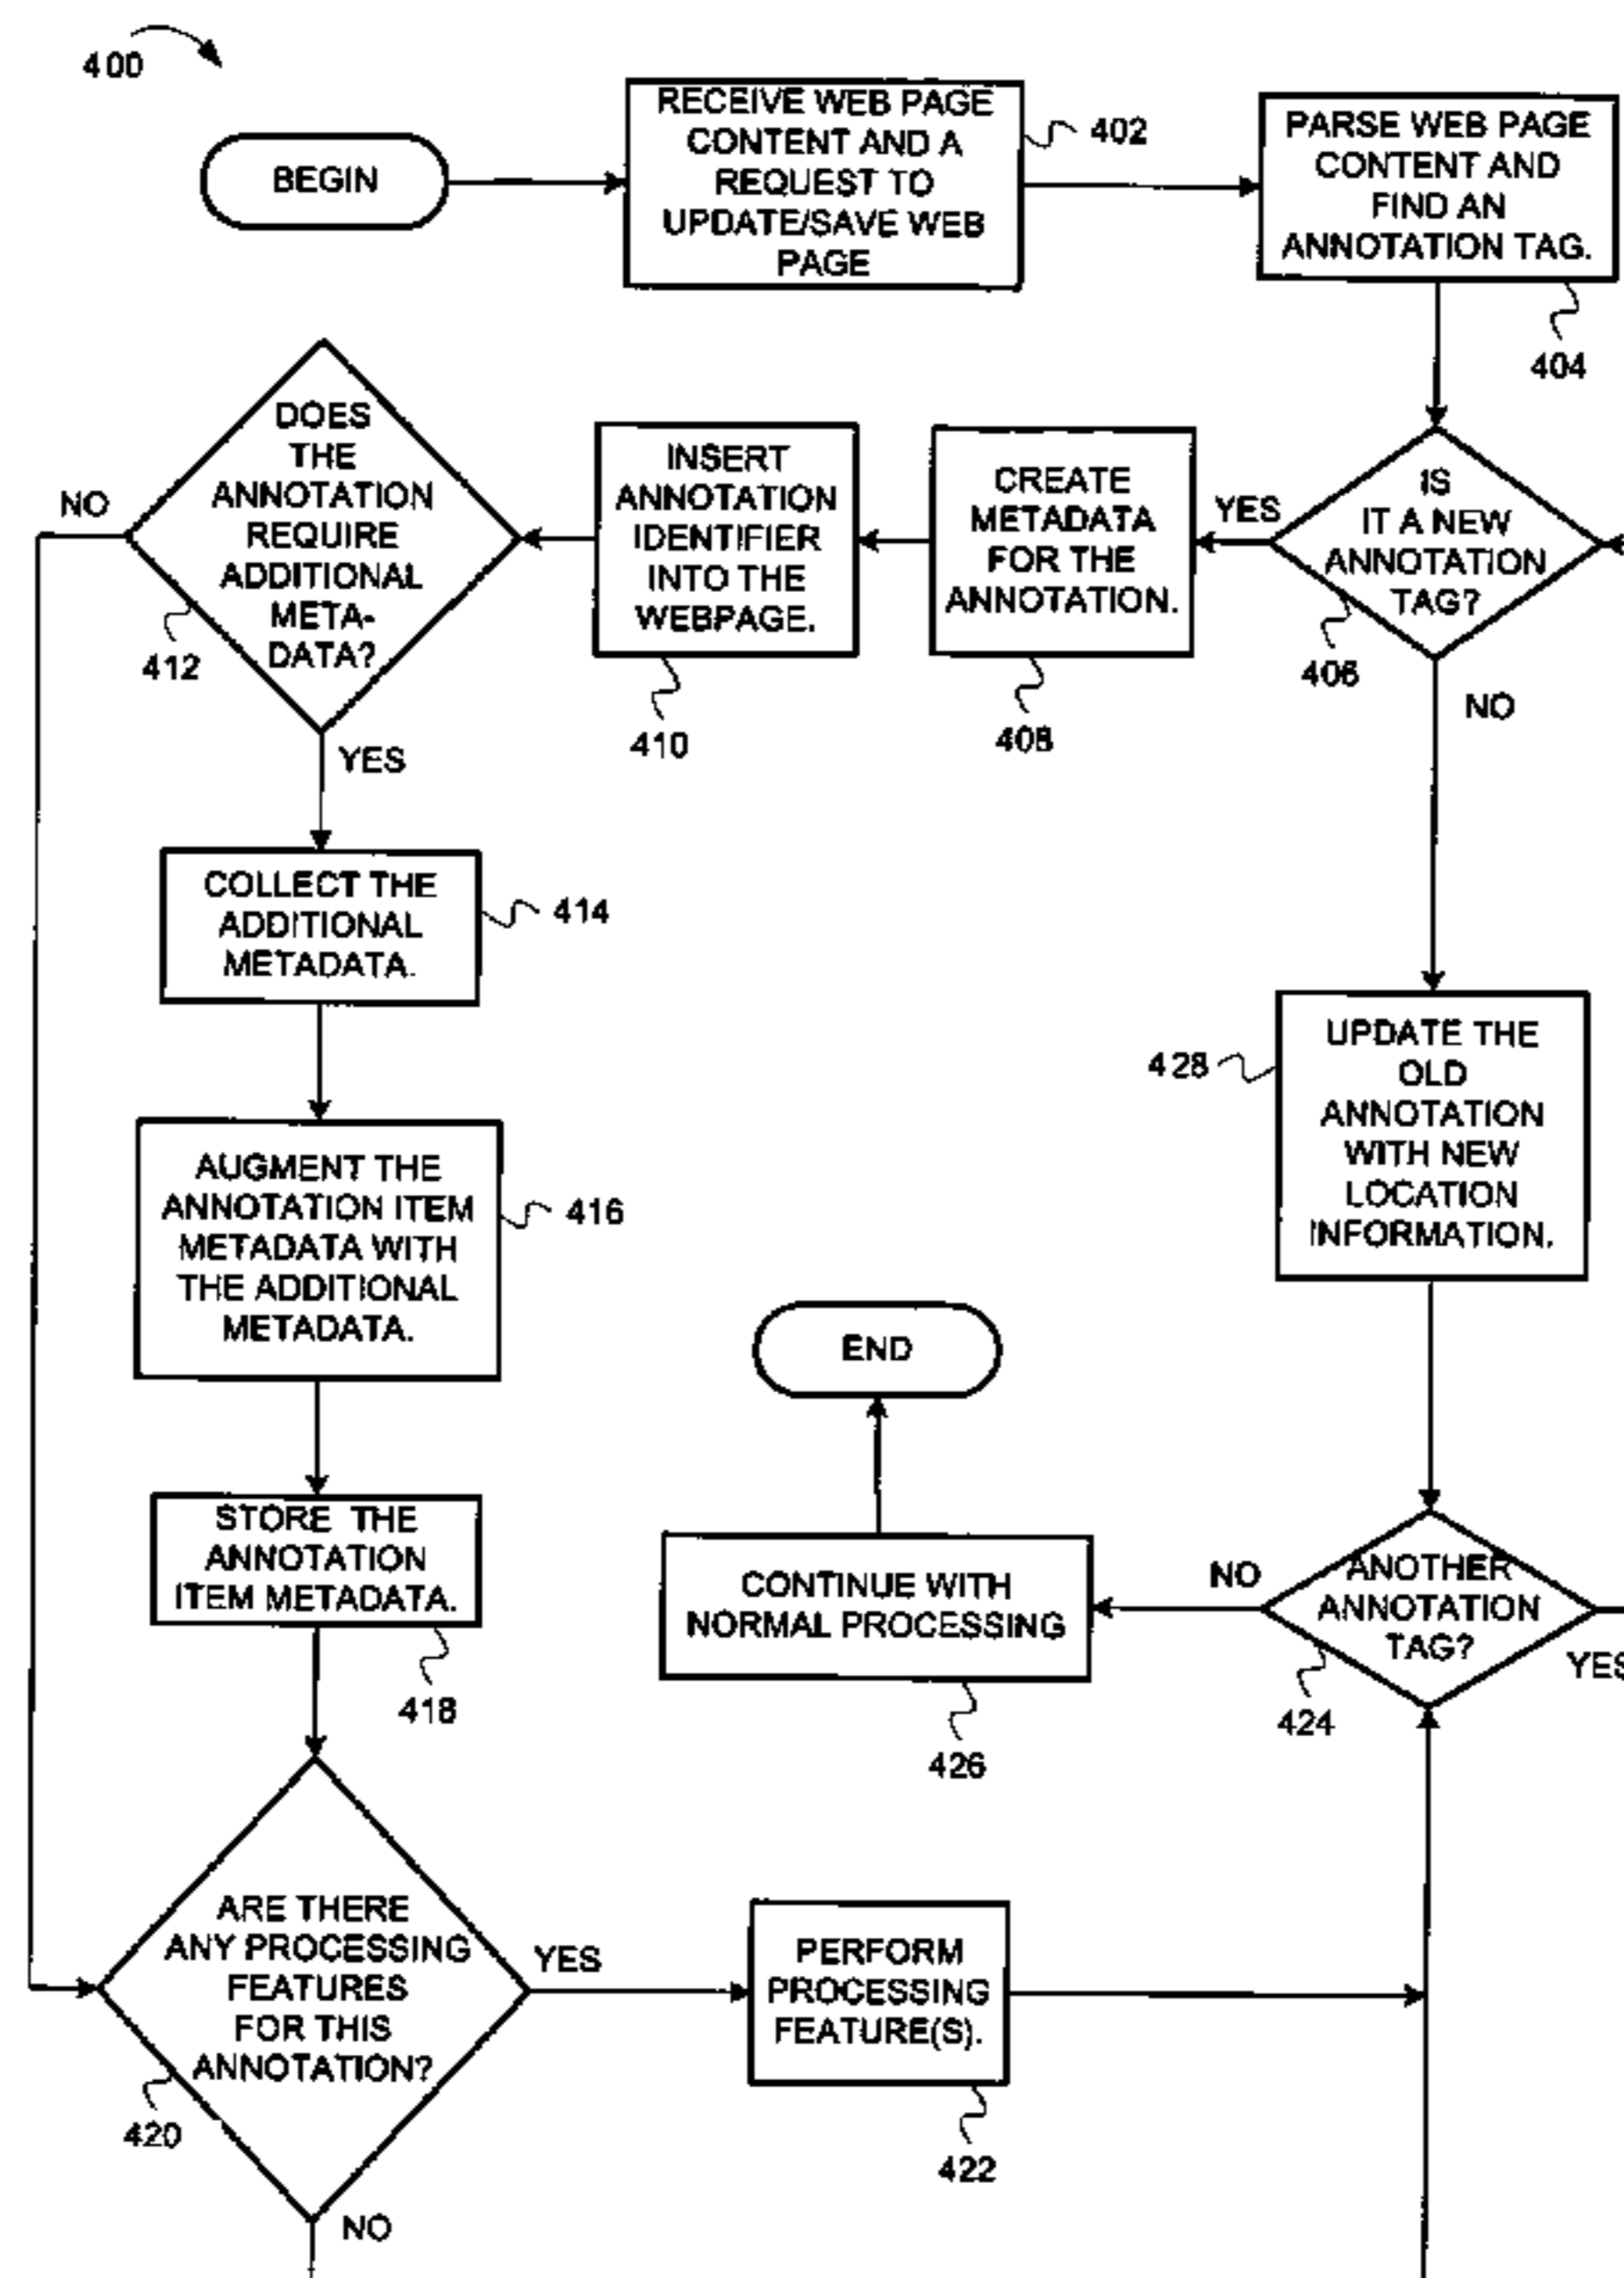 400
BEGIN
RECEIVE WEB PAGE
CONTENT AND A
REQUEST TO
UPDATE/SAVE WEB
PAGE
402
PARSE WEB PAGE
CONTENT AND
FIND AN
ANNOTATION TAG.
404
IS
IT A NEW
ANNOTATION
TAG?
406
YES
NO
CREATE
METADATA
FOR THE
ANNOTATION.
408
INSERT
ANNOTATION
IDENTIFIER
INTO THE
WEBPAGE.
410
DOES
THE
ANNOTATION
REQUIRE
ADDITIONAL
META-
DATA?
412
NO
YES
COLLECT THE
ADDITIONAL
METADATA.
414
AUGMENT THE
ANNOTATION ITEM
METADATA WITH
THE ADDITIONAL
METADATA.
416
STORE THE
ANNOTATION
ITEM METADATA.
418
ARE THERE
ANY PROCESSING
FEATURES
FOR THIS
ANNOTATION?
420
YES
NO
PERFORM
PROCESSING
FEATURE(S).
422
428
UPDATE THE
OLD
ANNOTATION
WITH NEW
LOCATION
INFORMATION.
ANOTHER
ANNOTATION
TAG?
424
NO
YES
CONTINUE WITH
NORMAL PROCESSING
426
END